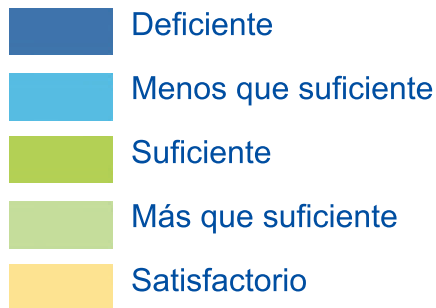 Deficiente
Menos que suficiente
Suficiente
Más que suficiente
Satisfactorio